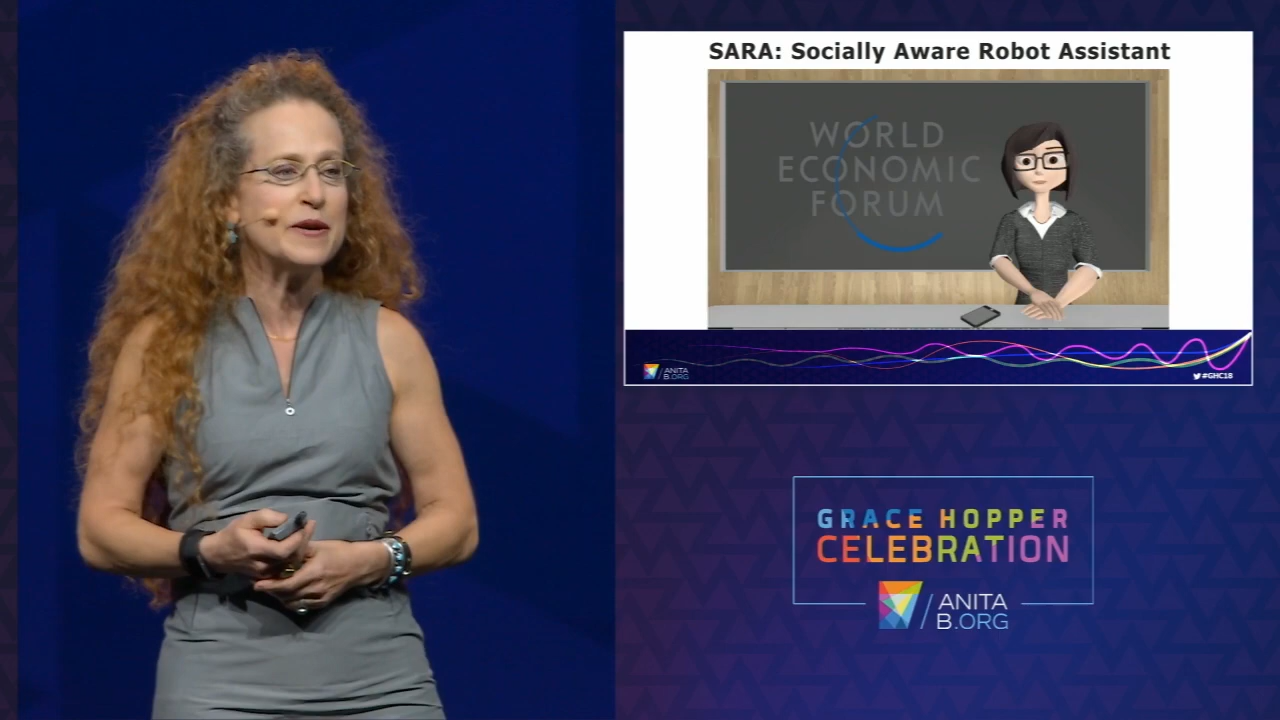 SARA: Socially Aware Robot Assistant
WORLD
ECONOMIC
FORUM
ANITA
B.ORG
#GHC18
GRACE HOPPER
CELEBRATION
ANITA
B.ORG